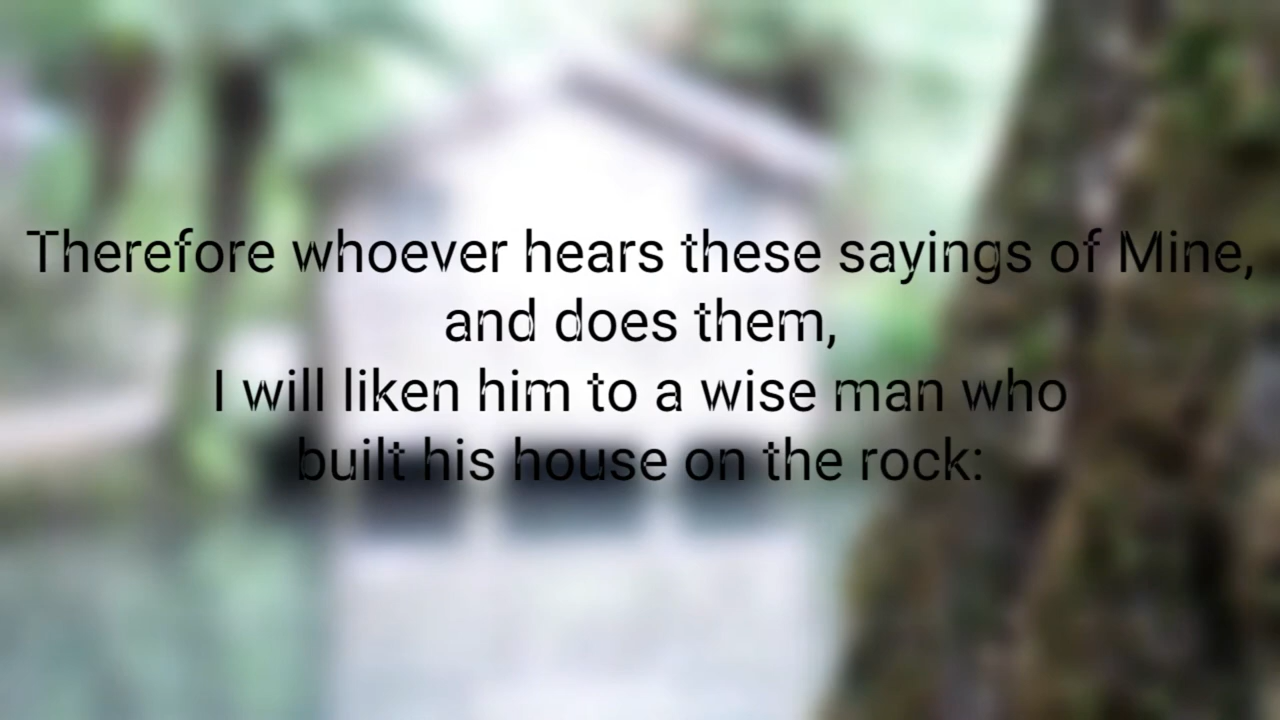 Therefore whoever hears these sayings of Mine,
and does them,
I will liken him to a wise man who
built his house on the rock: